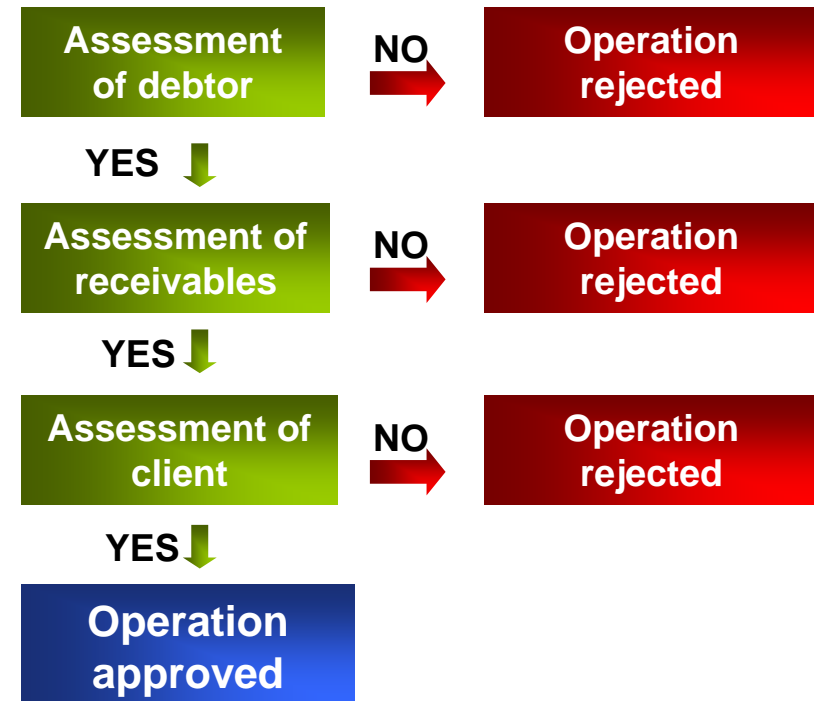 Assessment
of debtor
NO
Operation
rejected
YES
Assessment of
receivables
NO
Operation
rejected
YES
Assessment of
client
NO
Operation
rejected
YES
Operation
approved